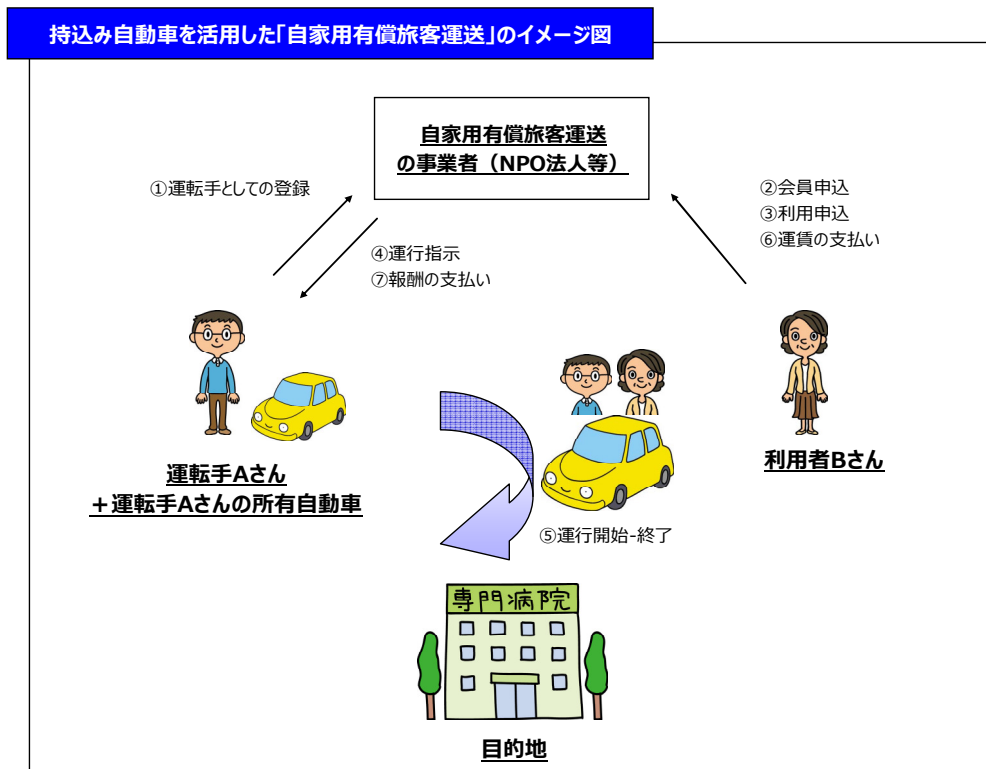 持込み自動車を活用した「自家用有償旅客運送」のイメージ図
自家用有償旅客運送
の事業者（NPO法人等）
①運転手としての登録
②会員申込
③利用申込
⑥運賃の支払い
④運行指示
⑦報酬の支払い
運転手Aさん
＋運転手Aさんの所有自動車
利用者Bさん
⑤運行開始-終了
専門病院
目的地